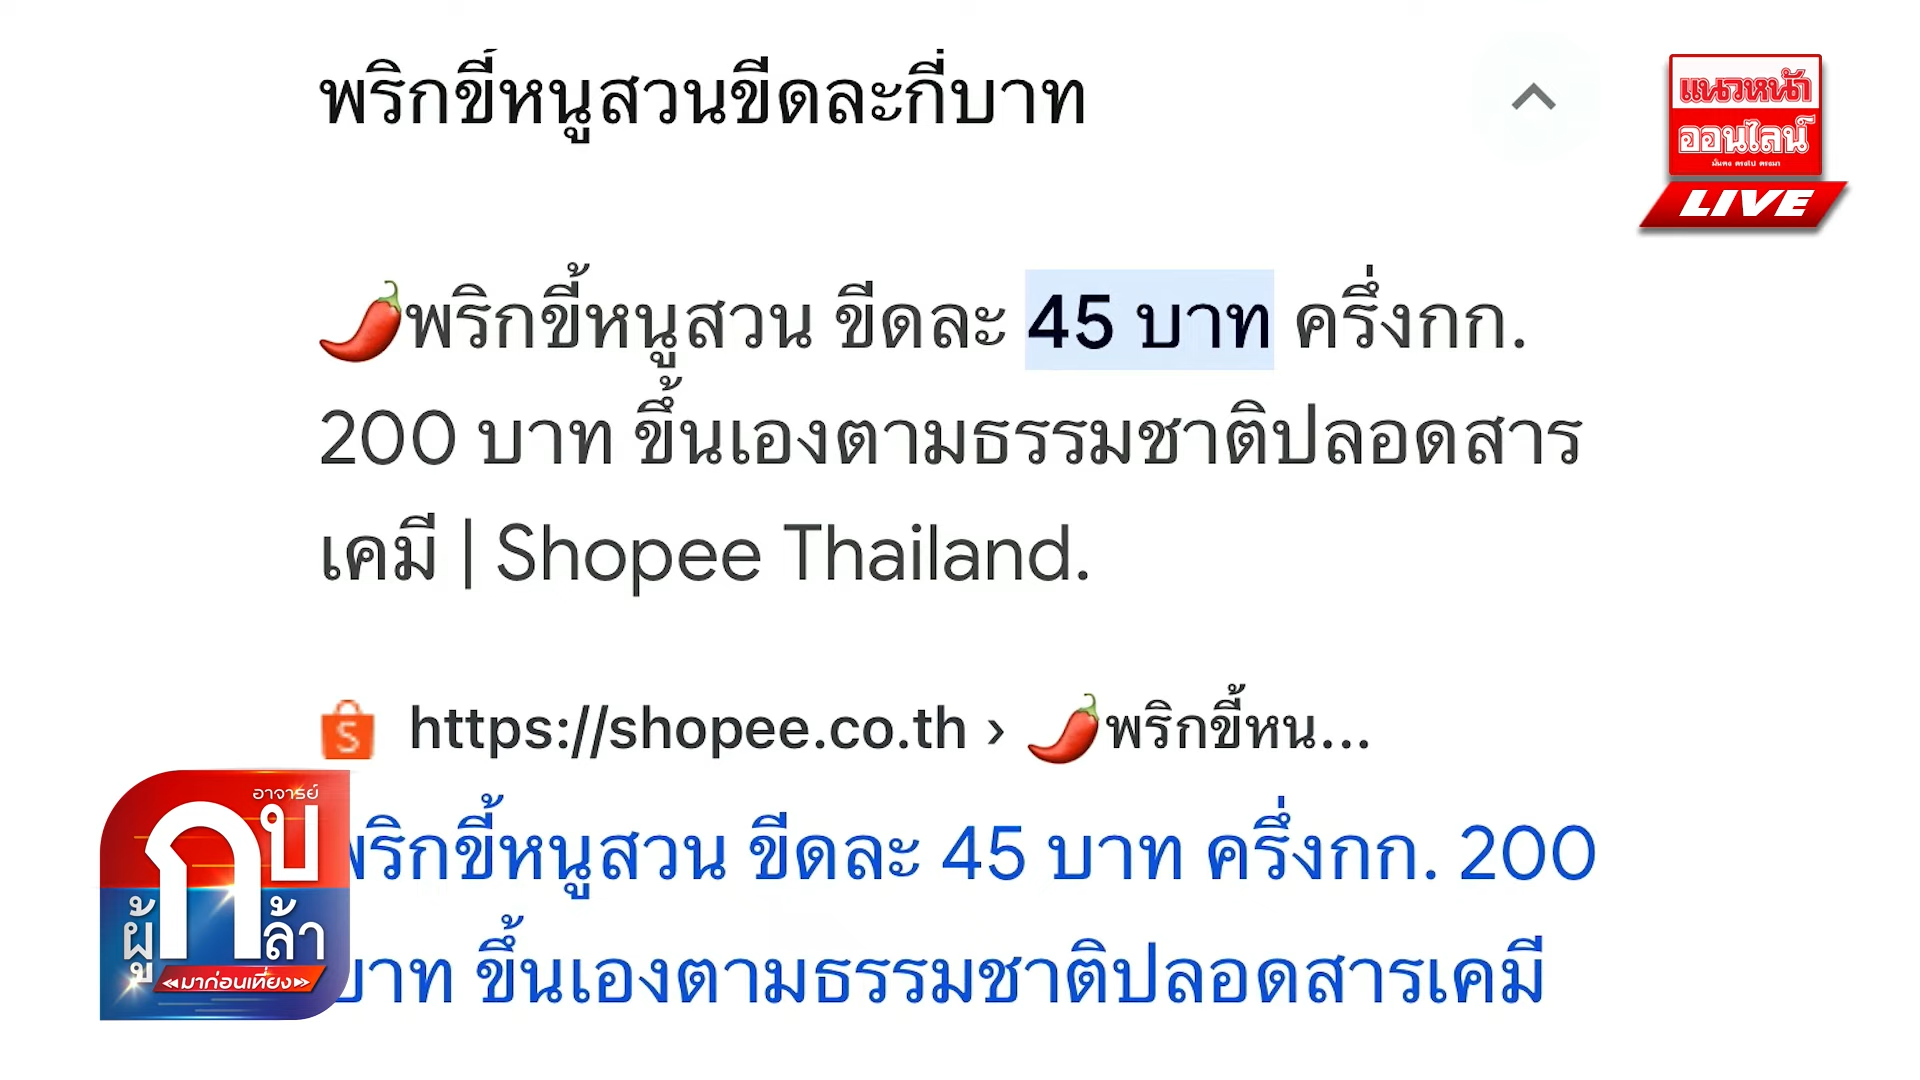 พริกขี้หนูสวนขีดละกี่บาท
แนวหน้า
ออนไลน์
LIVE
🌶️พริกขี้หนูสวน ขีดละ 45 บาท ครึ่งกก.
200 บาท ขึ้นเองตามธรรมชาติปลอดสาร
เคมี | Shopee Thailand.
https://shopee.co.th › 🌶️พริกขี้หน...
พริกขี้หนูสวน ขีดละ 45 บาท ครึ่งกก. 200
บาท ขึ้นเองตามธรรมชาติปลอดสารเคมี
อาจารย์
กบ
ผู้กล้า
«มาก่อนเที่ยง»